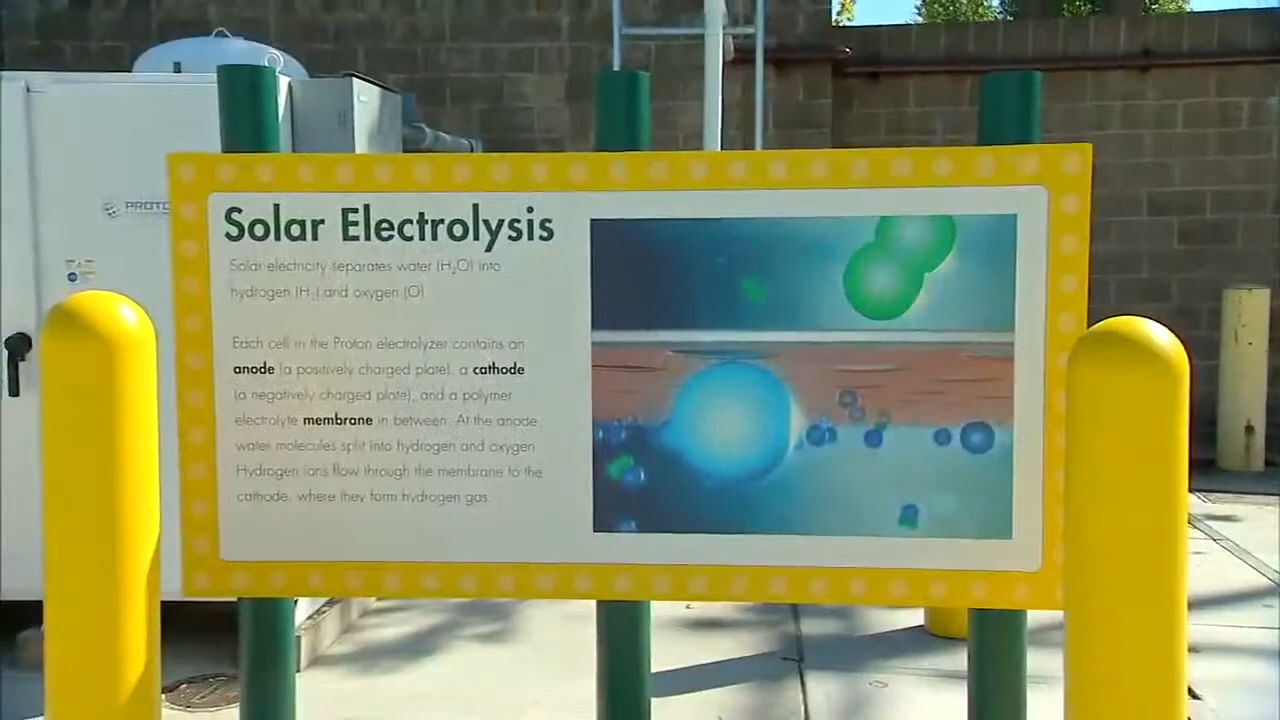 PROTO
Solar Electrolysis
Solar electricity separates water (H₂O) into
hydrogen (H₂) and oxygen (O)
Each cell in the Proton electrolyzer contains an
anode (a positively charged plate), a cathode
(a negatively charged plate), and a polymer
electrolyte membrane in between. At the anode,
water molecules split into hydrogen and oxygen.
Hydrogen ions flow through the membrane to the
cathode, where they form hydrogen gas.